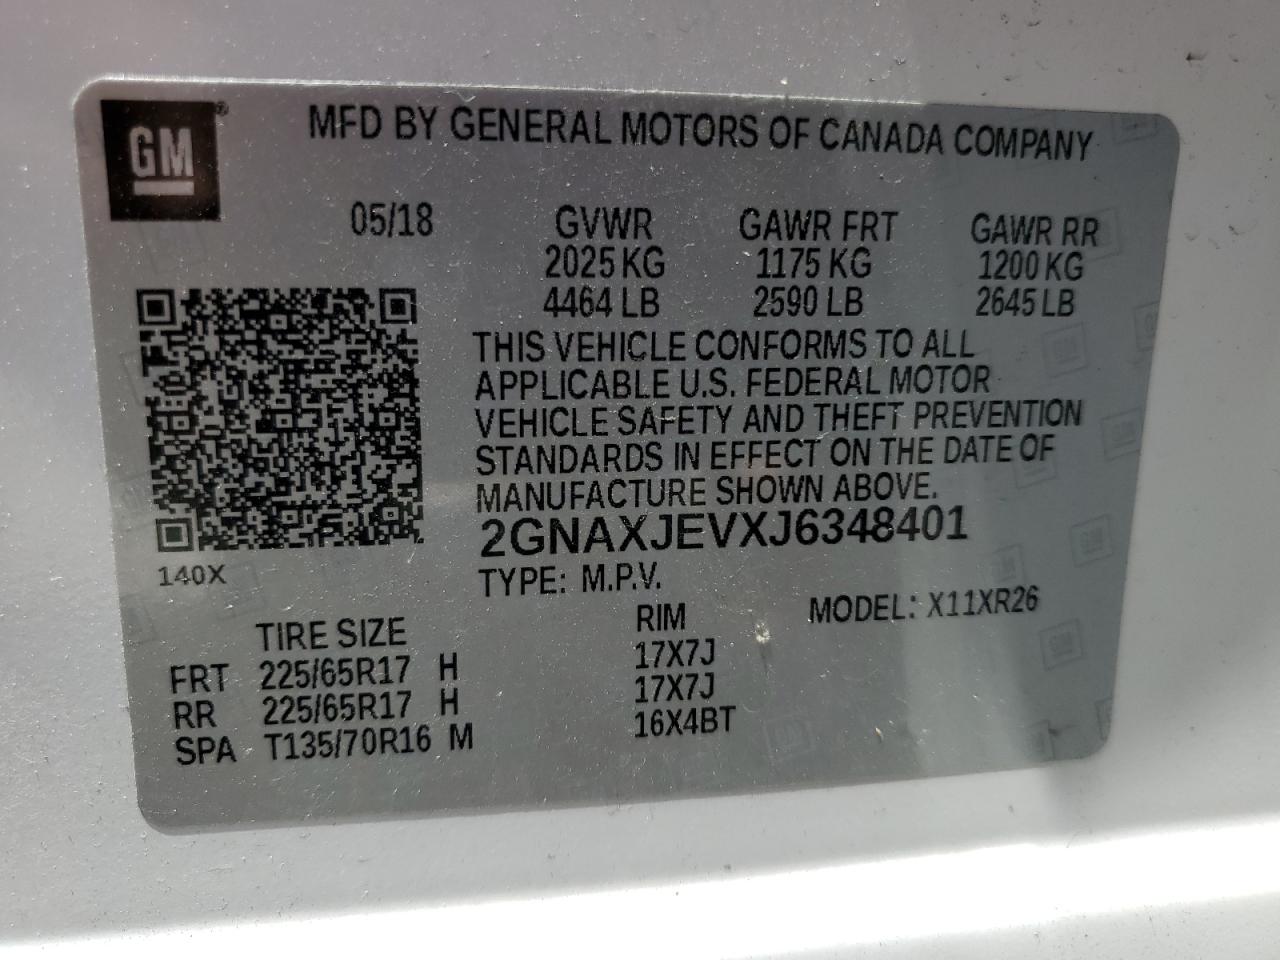 GM ®
MFD BY GENERAL MOTORS OF CANADA COMPANY
05/18 GVWR GAWR FRT GAWR RR
2025 KG 1175 KG 1200 KG
4464 LB 2590 LB 2645 LB
THIS VEHICLE CONFORMS TO ALL
APPLICABLE U.S. FEDERAL MOTOR
VEHICLE SAFETY AND THEFT PREVENTION
STANDARDS IN EFFECT ON THE DATE OF
MANUFACTURE SHOWN ABOVE.
2GNAXJEVXJ6348401
140X
TYPE: M.P.V.
MODEL: X11XR26
TIRE SIZE RIM
FRT 225/65R17 H 17X7J
RR 225/65R17 H 17X7J
SPA T135/70R16 M 16X4BT